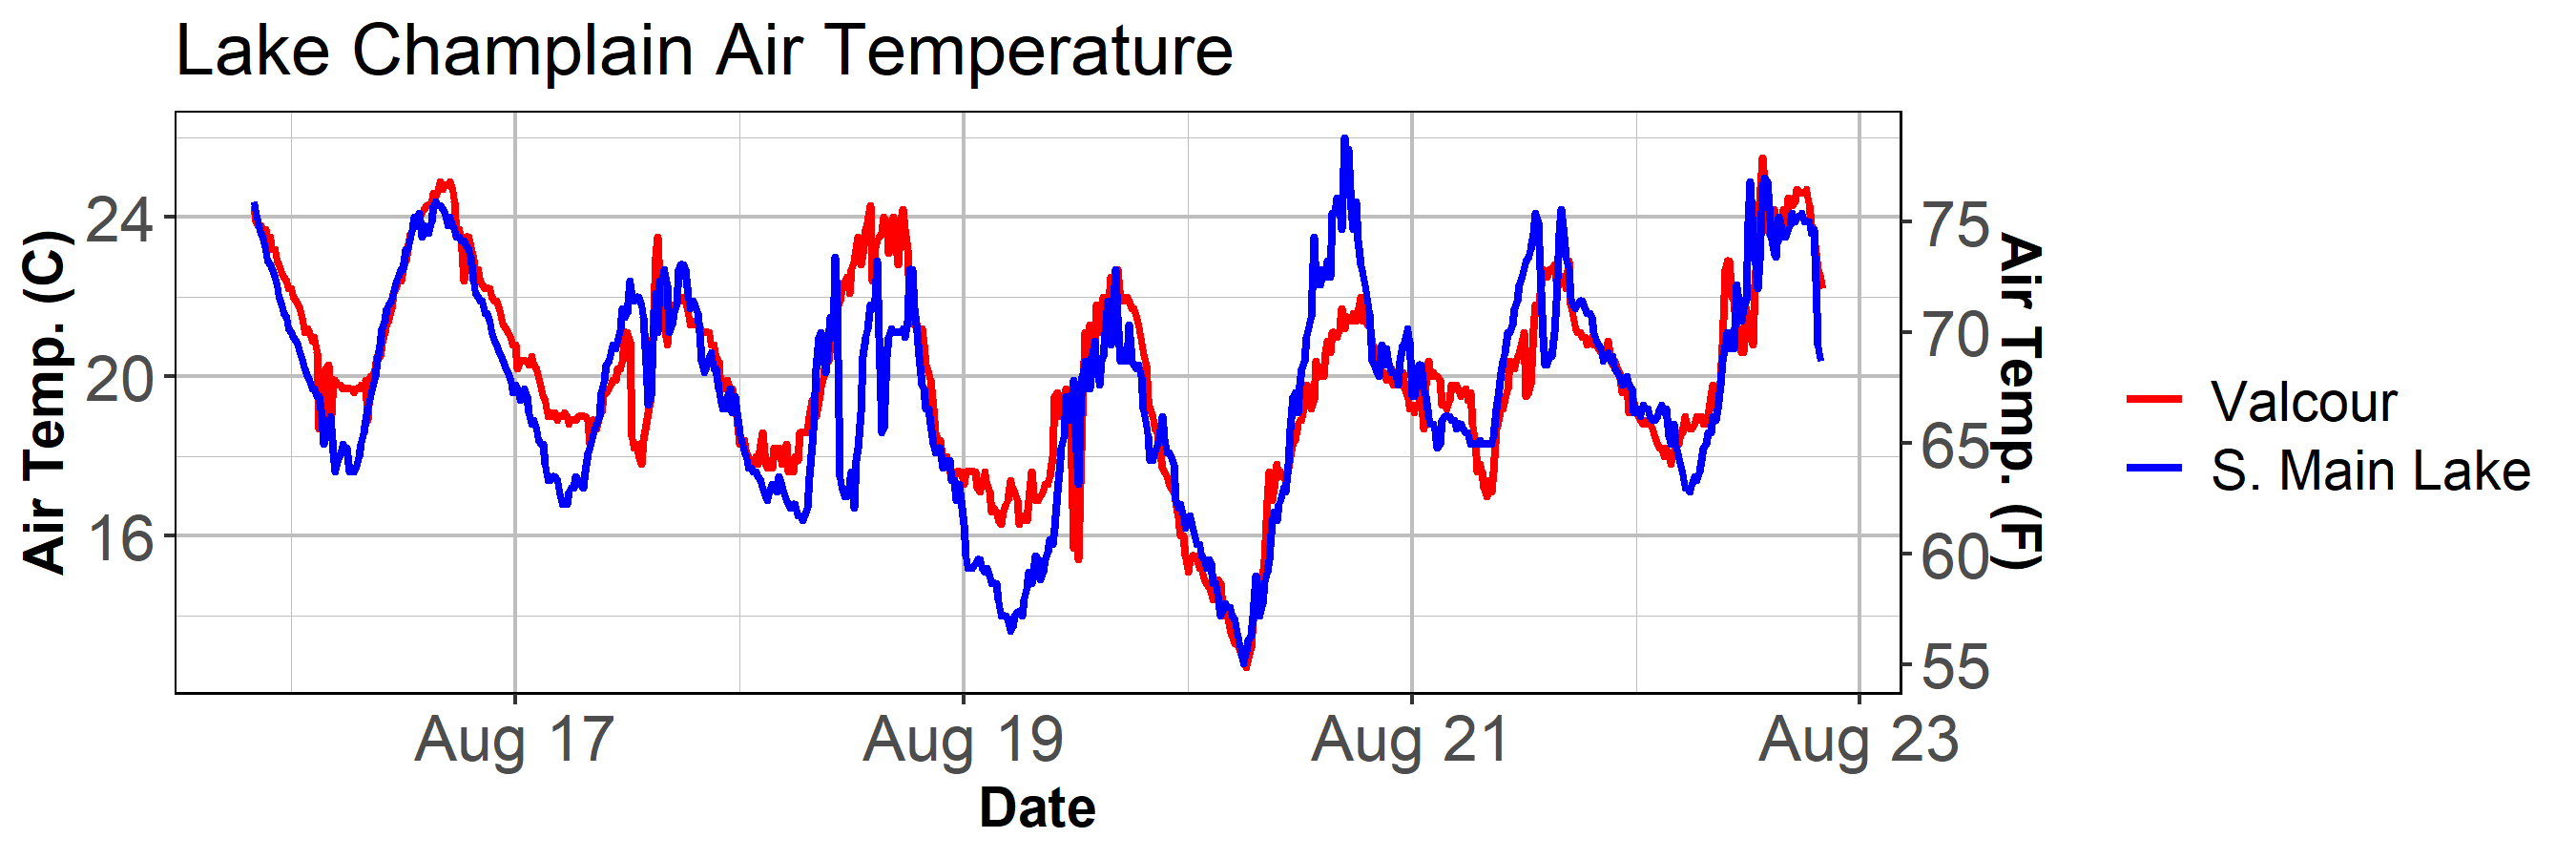 Lake Champlain Air Temperature
Air Temp. (C)
24
20
16
75
70
65
60
55
Air Temp. (F)
Aug 17
Aug 19
Aug 21
Aug 23
Date
Valcour
S. Main Lake